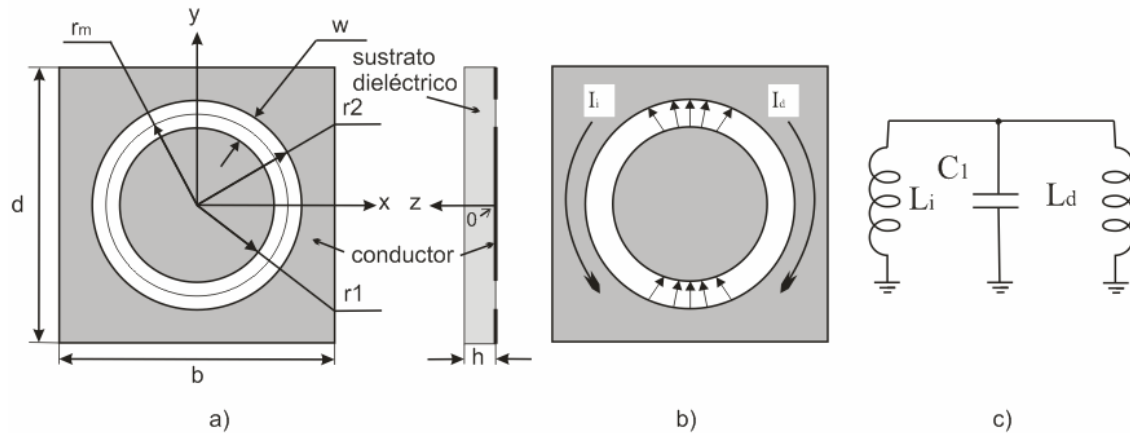 y
rm
w
sustrato
dieléctrico
r2
d
x
z
0
conductor
r1
b
h
a)
Ii
Id
b)
C1
Li
Ld
c)